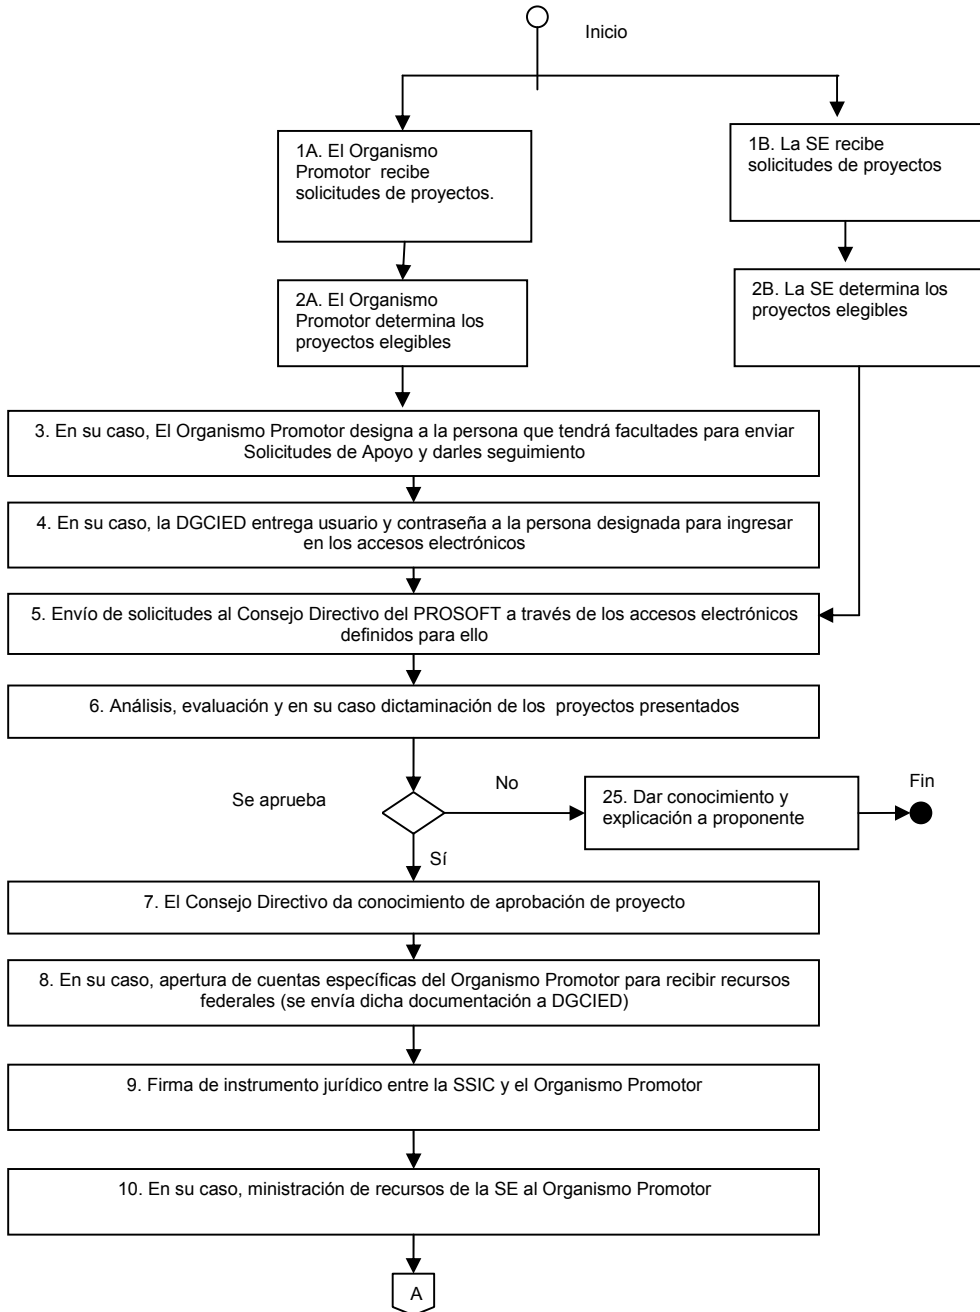 Inicio
1A. El Organismo
Promotor recibe
solicitudes de proyectos.
1B. La SE recibe
solicitudes de proyectos
2A. El Organismo
Promotor determina los
proyectos elegibles
2B. La SE determina los
proyectos elegibles
3. En su caso, El Organismo Promotor designa a la persona que tendrá facultades para enviar
Solicitudes de Apoyo y darles seguimiento
4. En su caso, la DGCIED entrega usuario y contraseña a la persona designada para ingresar
en los accesos electrónicos
5. Envío de solicitudes al Consejo Directivo del PROSOFT a través de los accesos electrónicos
definidos para ello
6. Análisis, evaluación y en su caso dictaminación de los proyectos presentados
Se aprueba
No
25. Dar conocimiento y
explicación a proponente
Fin
Sí
7. El Consejo Directivo da conocimiento de aprobación de proyecto
8. En su caso, apertura de cuentas específicas del Organismo Promotor para recibir recursos
federales (se envía dicha documentación a DGCIED)
9. Firma de instrumento jurídico entre la SSIC y el Organismo Promotor
10. En su caso, ministración de recursos de la SE al Organismo Promotor
A